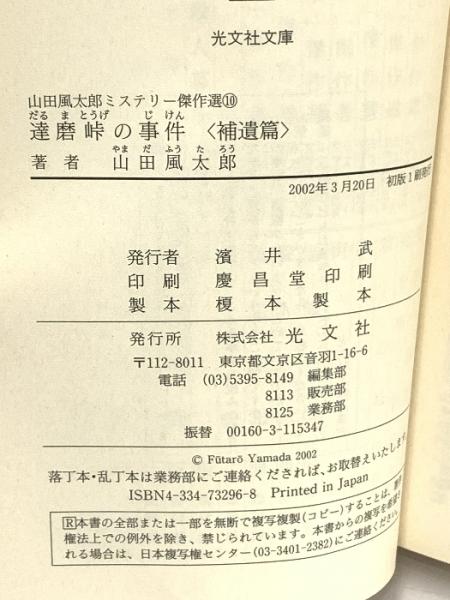 光文社文庫
山田風太郎ミステリー傑作選⑩
だるまとうげ じけん
達磨峠の事件〈補遺篇〉
やま だ ふう た ろう
著者 山田風太郎
2002年3月20日 初版1刷発行
発行者 濱井 武
印刷 慶昌堂印刷
製本 榎本製本
発行所 株式会社 光文社
〒112-8011 東京都文京区音羽1-16-6
電話 (03)5395-8149 編集部
8113 販売部
8125 業務部
振替 00160-3-115347
© Fūtarō Yamada 2002
落丁本・乱丁本は業務部にご連絡くだされば、お取替えいたします
ISBN4-334-73296-8 Printed in Japan
R本書の全部または一部を無断で複写複製(コピー)することは、
権法上での例外を除き、禁じられています。本書からの複写を希望
れる場合は、日本複写権センター(03-3401-2382)にご連絡ください。